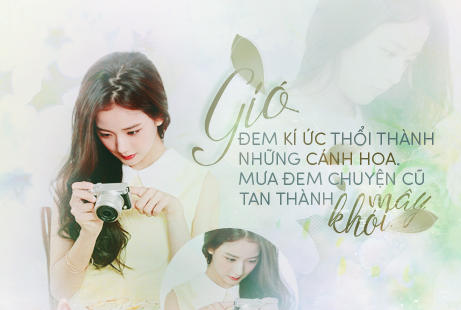 Gió
ĐEM KÍ ỨC THỔI THÀNH
NHỮNG CÁNH HOA.
MƯA ĐEM CHUYỆN CŨ
TAN THÀNH mây
khói.